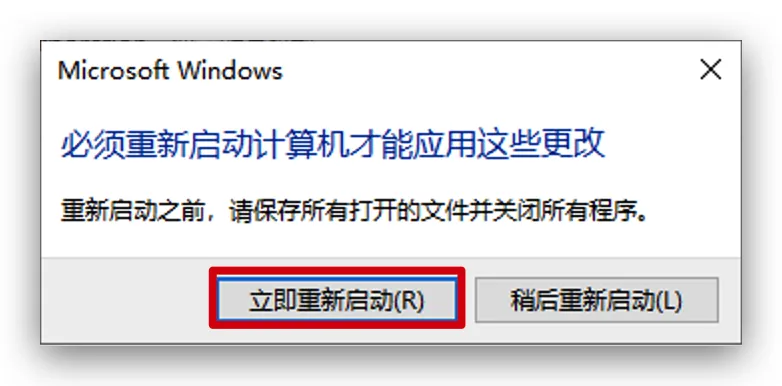 Microsoft Windows
必须重新启动计算机才能应用这些更改
重新启动之前，请保存所有打开的文件并关闭所有程序。
立即重新启动(R)
稍后重新启动(L)